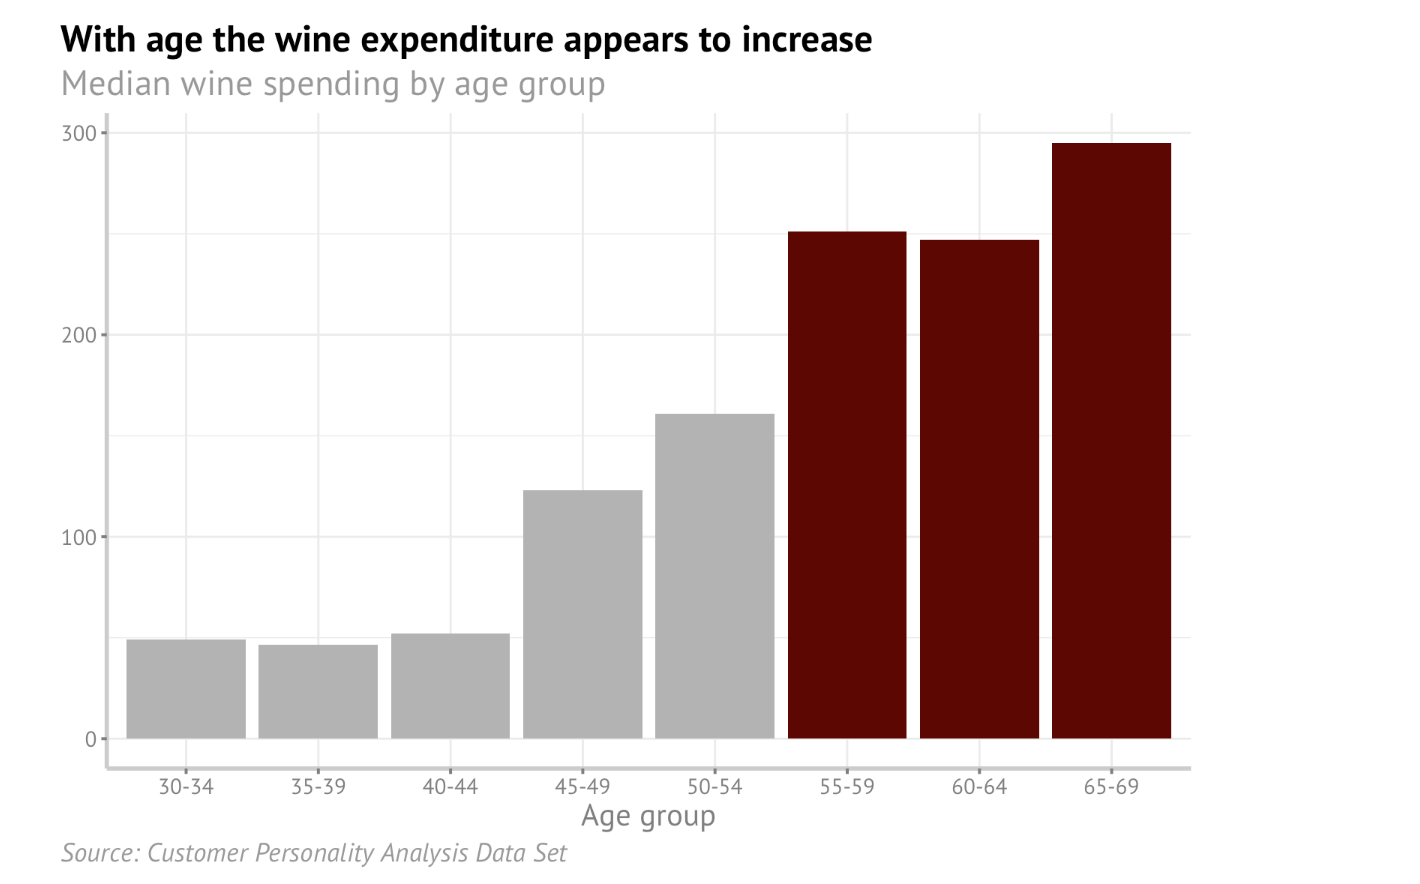 With age the wine expenditure appears to increase
Median wine spending by age group
300
200
100
0
30-34 35-39 40-44 45-49 50-54 55-59 60-64 65-69
Age group
Source: Customer Personality Analysis Data Set